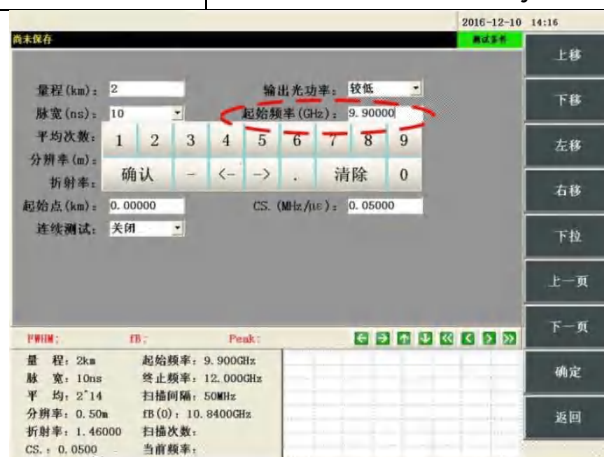 2016-12-10 14:16
尚未保存
测试条件
上移
量程(km): 2
输出光功率: 较低
下移
脉宽(ns): 10
起始频率(GHz): 9.90000
平均次数:
1 2 3 4 5 6 7 8 9
左移
分辨率(m):
折射率:
确认 - <- -> . 清除 0
右移
起始点(km): 0.00000
CS.(MHz/με): 0.05000
连续测试: 关闭
下拉
上一页
下一页
FWHM: fB: Peak:
量 程: 2km 起始频率: 9.900GHz
脉 宽: 10ns 终止频率: 12.000GHz
确定
平 均: 2^14 扫描间隔: 50MHz
分辨率: 0.50m fB(0): 10.8400GHz
返回
折射率: 1.46000 扫描次数:
CS.: 0.0500 当前频率: